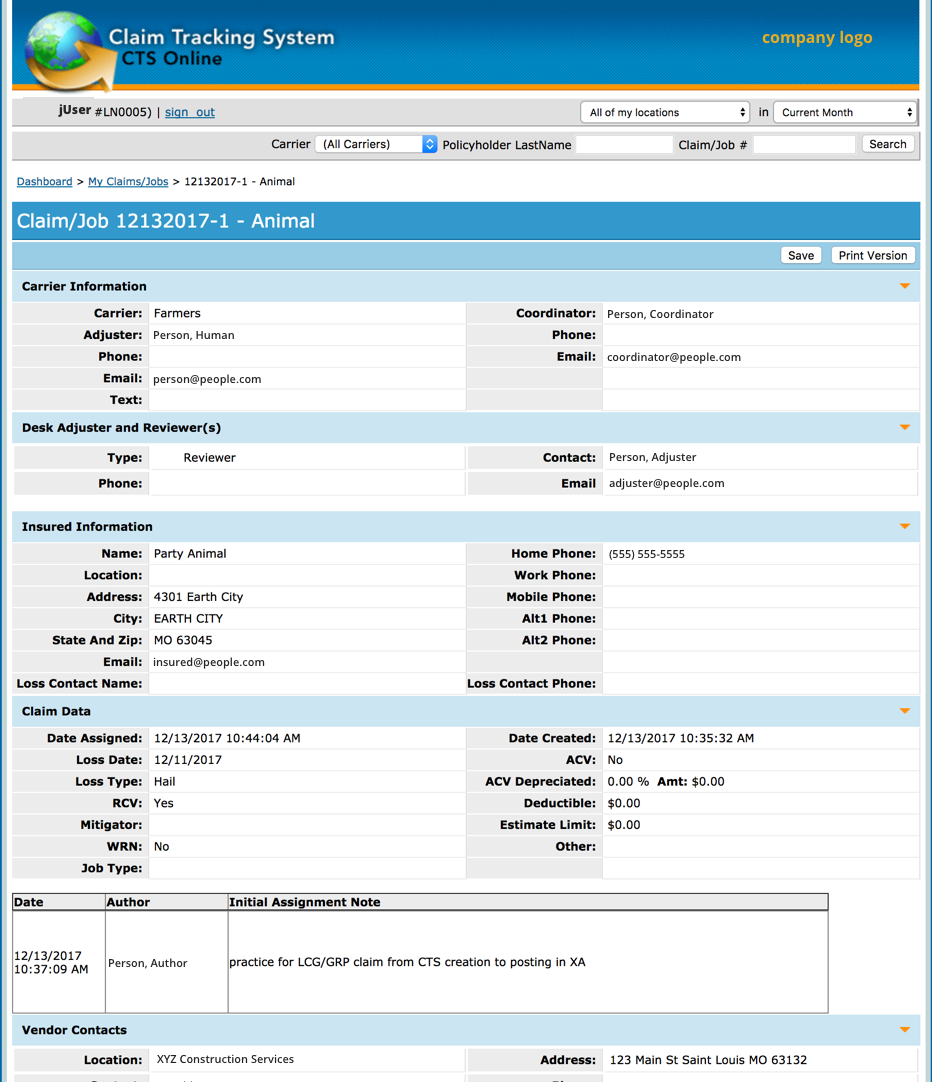 Claim Tracking System
CTS Online
company logo
jUser #LN0005) | sign out
All of my locations in Current Month
Carrier (All Carriers) Policyholder LastName Claim/Job # Search
Dashboard > My Claims/Jobs > 12132017-1 - Animal
Claim/Job 12132017-1 - Animal
Save Print Version
Carrier Information
Carrier: Farmers Coordinator: Person, Coordinator
Adjuster: Person, Human Phone:
Phone: Email: coordinator@people.com
Email: person@people.com
Text:
Desk Adjuster and Reviewer(s)
Type: Reviewer Contact: Person, Adjuster
Phone: Email adjuster@people.com
Insured Information
Name: Party Animal Home Phone: (555) 555-5555
Location: Work Phone:
Address: 4301 Earth City Mobile Phone:
City: EARTH CITY Alt1 Phone:
State And Zip: MO 63045 Alt2 Phone:
Email: insured@people.com
Loss Contact Name: Loss Contact Phone:
Claim Data
Date Assigned: 12/13/2017 10:44:04 AM Date Created: 12/13/2017 10:35:32 AM
Loss Date: 12/11/2017 ACV: No
Loss Type: Hail ACV Depreciated: 0.00 % Amt: $0.00
RCV: Yes Deductible: $0.00
Mitigator: Estimate Limit: $0.00
WRN: No Other:
Job Type:
Date Author Initial Assignment Note
12/13/2017
10:37:09 AM Person, Author practice for LCG/GRP claim from CTS creation to posting in XA
Vendor Contacts
Location: XYZ Construction Services Address: 123 Main St Saint Louis MO 63132